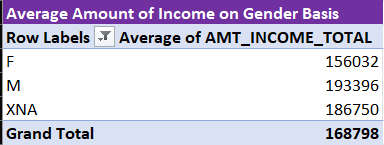 Average Amount of Income on Gender Basis
Row Labels Average of AMT_INCOME_TOTAL
F 156032
M 193396
XNA 186750
Grand Total 168798